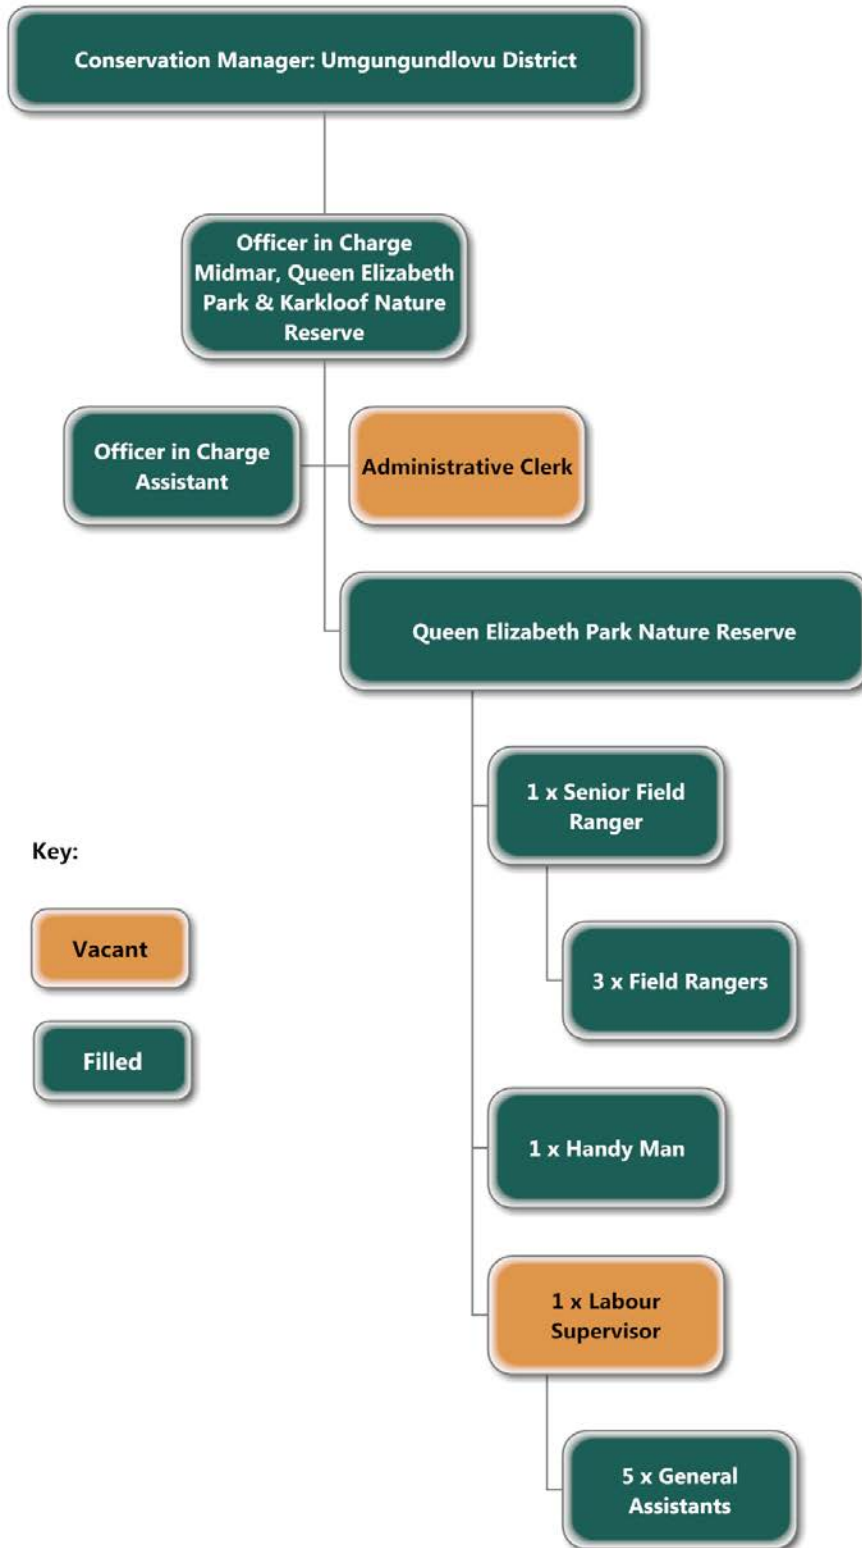 Conservation Manager: Umgungundlovu District
Officer in Charge
Midmar, Queen Elizabeth
Park & Karkloof Nature
Reserve
Officer in Charge
Assistant
Administrative Clerk
Queen Elizabeth Park Nature Reserve
1 x Senior Field
Ranger
Key:
Vacant
3 x Field Rangers
Filled
1 x Handy Man
1 x Labour
Supervisor
5 x General
Assistants